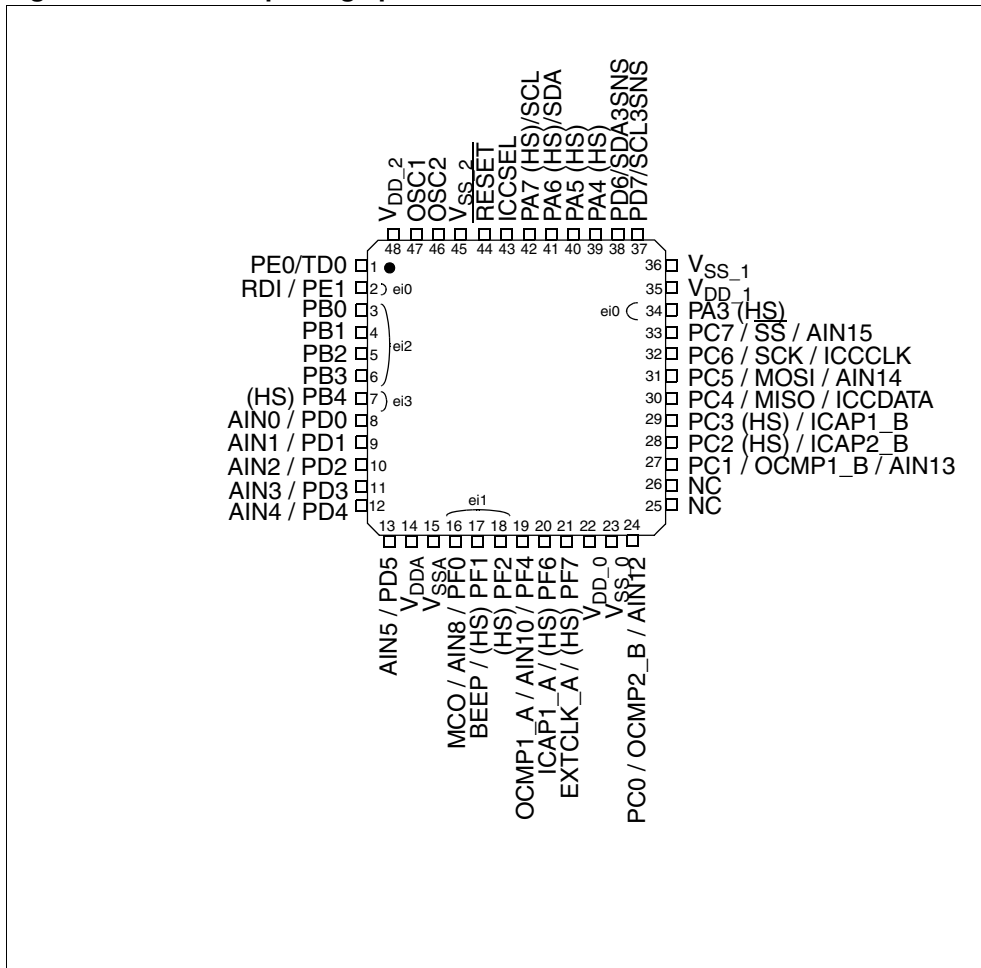 PA7 (HS)/SCL
PA6 (HS)/SDA
PA5 (HS)
PA4 (HS)
PD6/SDA3SNS
PD7/SCL3SNS
VDD_2
OSC1
OSC2
VSS_2
RESET
ICCSEL
48 47 46 45 44 43 42 41 40 39 38 37
PE0/TD0 1
RDI / PE1 2 ei0
PB0 3
PB1 4
PB2 5 ei2
PB3 6
(HS) PB4 7 ei3
AIN0 / PD0 8
AIN1 / PD1 9
AIN2 / PD2 10
AIN3 / PD3 11
AIN4 / PD4 12
36 VSS_1
35 VDD_1
ei0 34 PA3 (HS)
33 PC7 / SS / AIN15
32 PC6 / SCK / ICCCLK
31 PC5 / MOSI / AIN14
30 PC4 / MISO / ICCDATA
29 PC3 (HS) / ICAP1_B
28 PC2 (HS) / ICAP2_B
27 PC1 / OCMP1_B / AIN13
26 NC
25 NC
ei1
13 14 15 16 17 18 19 20 21 22 23 24
AIN5 / PD5
VDDA
VSSA
MCO / AIN8 / PF0
BEEP / (HS) PF1
(HS) PF2
OCMP1_A / AIN10 / PF4
ICAP1_A / (HS) PF6
EXTCLK_A / (HS) PF7
VDD_0
VSS_0
PC0 / OCMP2_B / AIN12